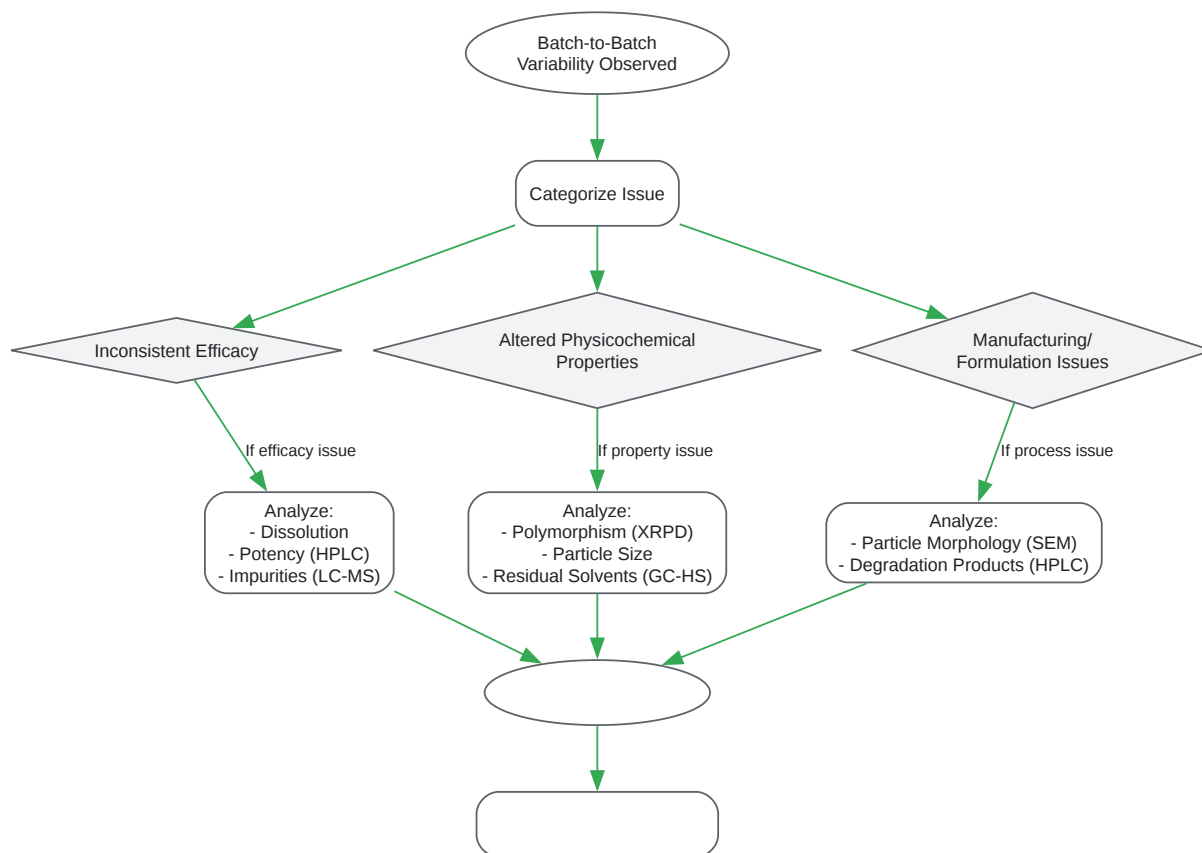 Batch-to-Batch
Variability Observed
Categorize Issue
Inconsistent Efficacy
Altered Physicochemical
Properties
Manufacturing/
Formulation Issues
If efficacy issue
If property issue
If process issue
Analyze:
- Dissolution
- Potency (HPLC)
- Impurities (LC-MS)
Analyze:
- Polymorphism (XRPD)
- Particle Size
- Residual Solvents (GC-HS)
Analyze:
- Particle Morphology (SEM)
- Degradation Products (HPLC)